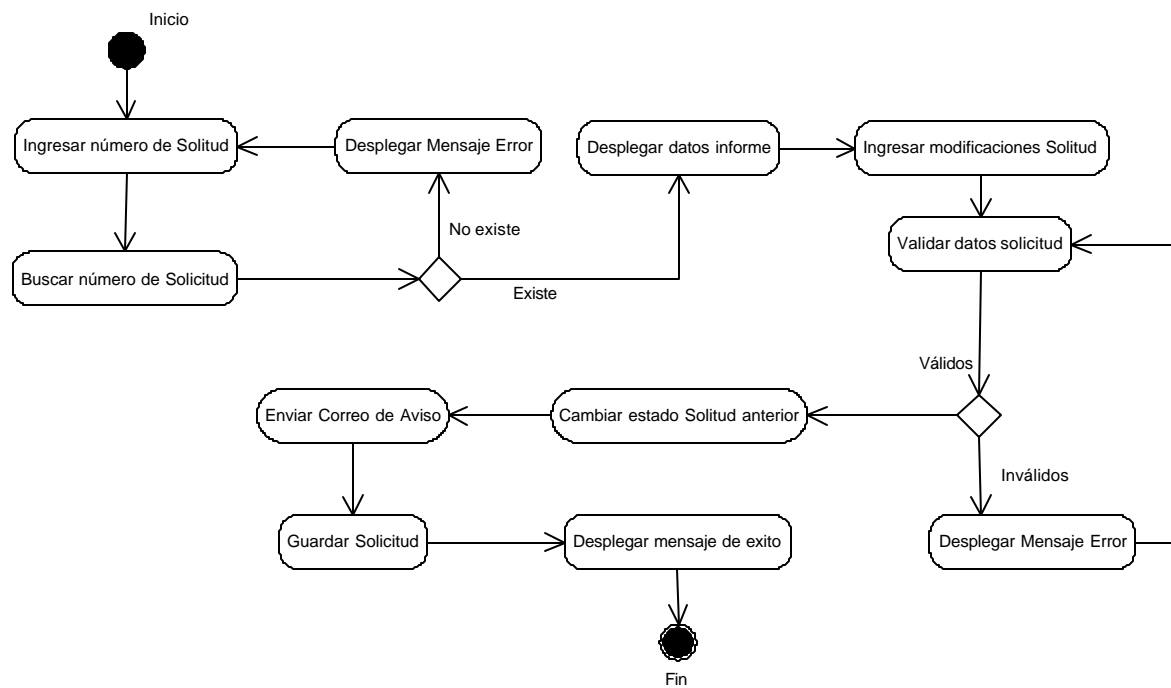 Inicio
Ingresar número de Solitud
Desplegar Mensaje Error
Desplegar datos informe
Ingresar modificaciones Solitud
No existe
Validar datos solicitud
Buscar número de Solicitud
Existe
Válidos
Enviar Correo de Aviso
Cambiar estado Solitud anterior
Inválidos
Guardar Solicitud
Desplegar mensaje de exito
Desplegar Mensaje Error
Fin